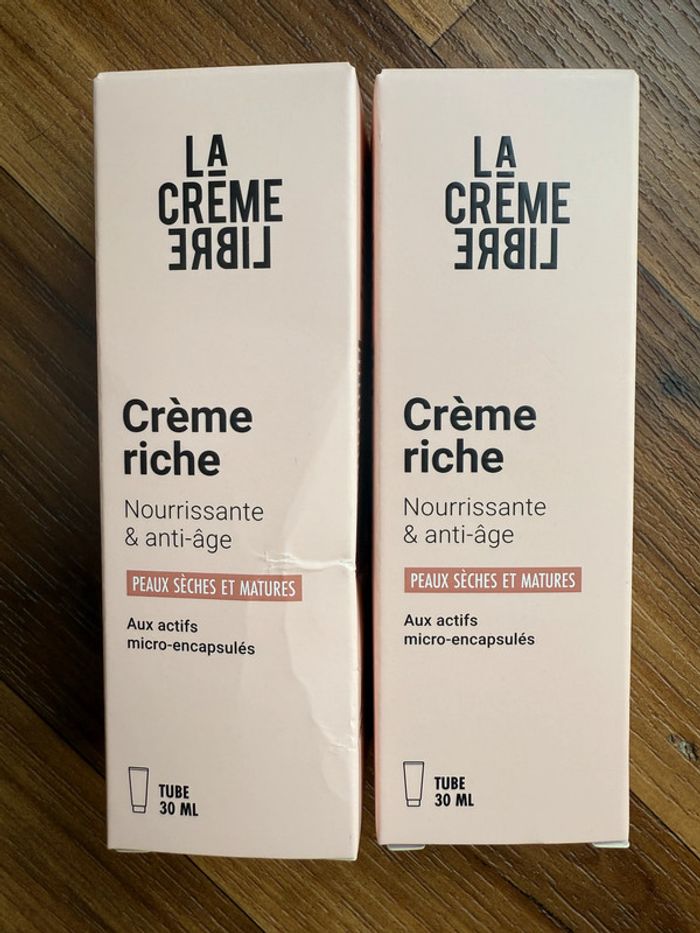 LA
CRÈME
LIBRE
Crème
riche
Nourrissante
& anti-âge
PEAUX SÈCHES ET MATURES
Aux actifs
micro-encapsulés
TUBE
30 ML
LA
CRÈME
LIBRE
Crème
riche
Nourrissante
& anti-âge
PEAUX SÈCHES ET MATURES
Aux actifs
micro-encapsulés
TUBE
30 ML